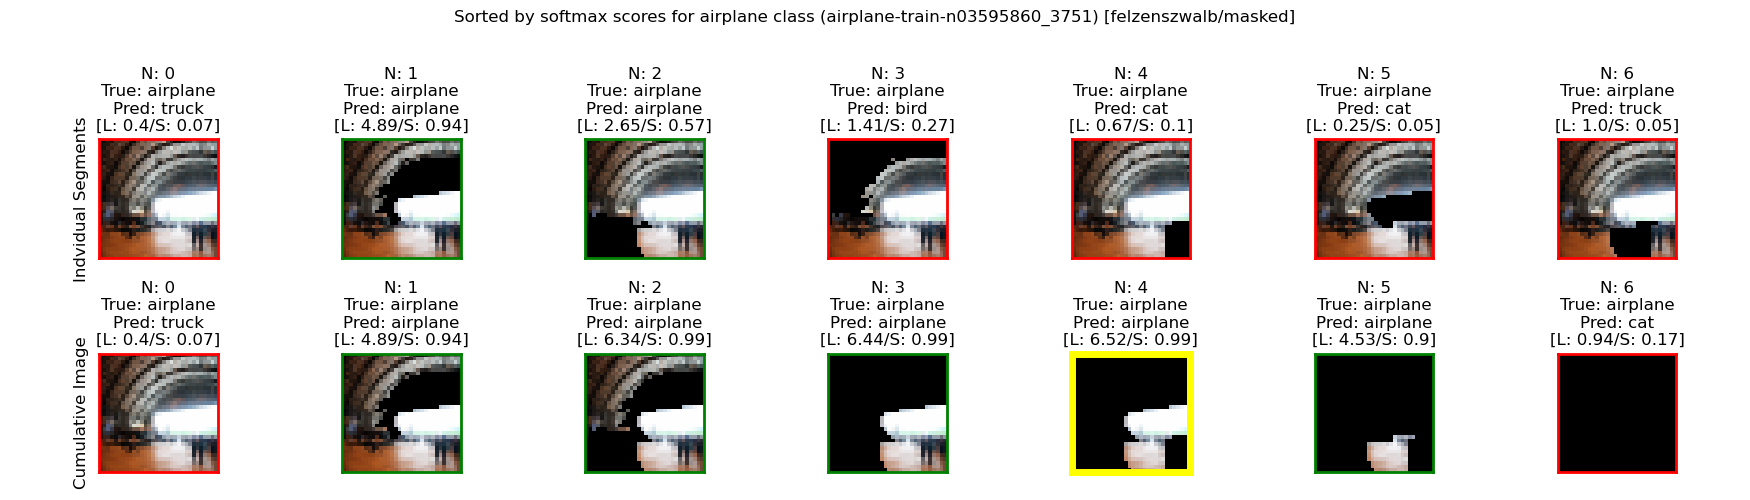 Sorted by softmax scores for airplane class (airplane-train-n03595860_3751) [felzenszwalb/masked]
Indvidual Segments
N: 0
True: airplane
Pred: truck
[L: 0.4/S: 0.07]
N: 1
True: airplane
Pred: airplane
[L: 4.89/S: 0.94]
N: 2
True: airplane
Pred: airplane
[L: 2.65/S: 0.57]
N: 3
True: airplane
Pred: bird
[L: 1.41/S: 0.27]
N: 4
True: airplane
Pred: cat
[L: 0.67/S: 0.1]
N: 5
True: airplane
Pred: cat
[L: 0.25/S: 0.05]
N: 6
True: airplane
Pred: truck
[L: 1.0/S: 0.05]
Cumulative Image
N: 0
True: airplane
Pred: truck
[L: 0.4/S: 0.07]
N: 1
True: airplane
Pred: airplane
[L: 4.89/S: 0.94]
N: 2
True: airplane
Pred: airplane
[L: 6.34/S: 0.99]
N: 3
True: airplane
Pred: airplane
[L: 6.44/S: 0.99]
N: 4
True: airplane
Pred: airplane
[L: 6.52/S: 0.99]
N: 5
True: airplane
Pred: airplane
[L: 4.53/S: 0.9]
N: 6
True: airplane
Pred: cat
[L: 0.94/S: 0.17]